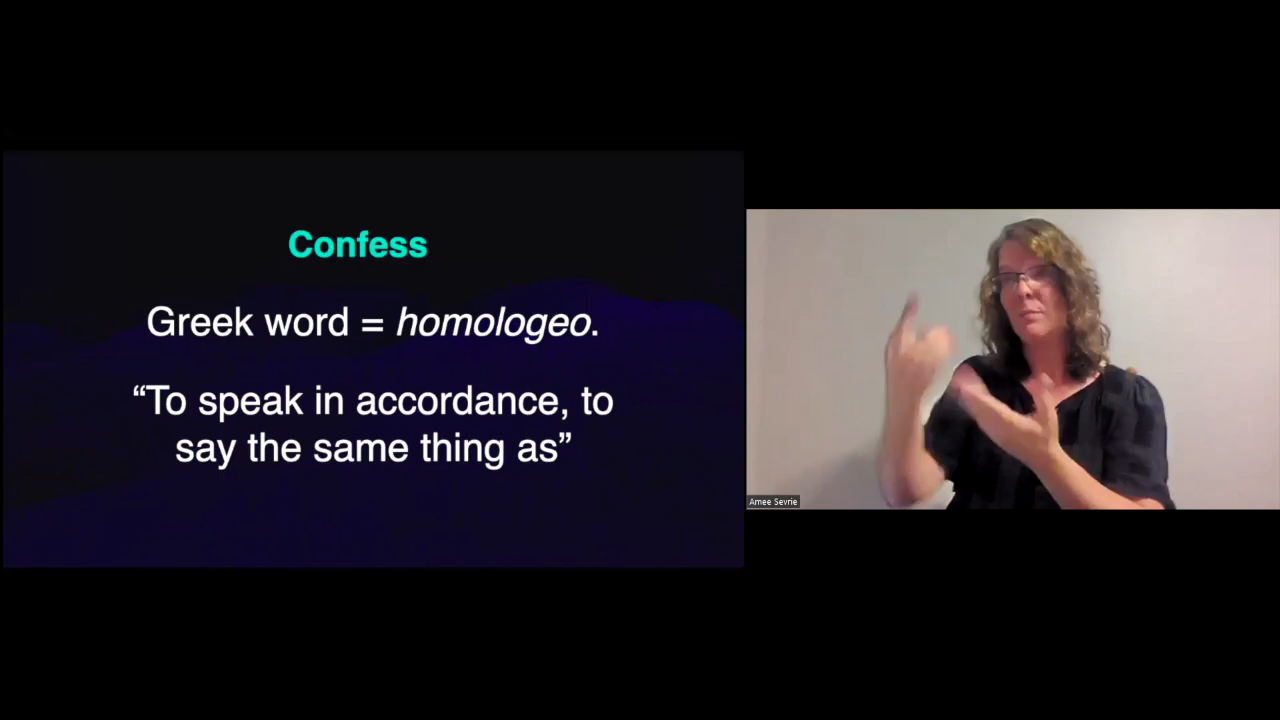 Confess
Greek word = homologeo.
“To speak in accordance, to
say the same thing as”
Amee Sevrie